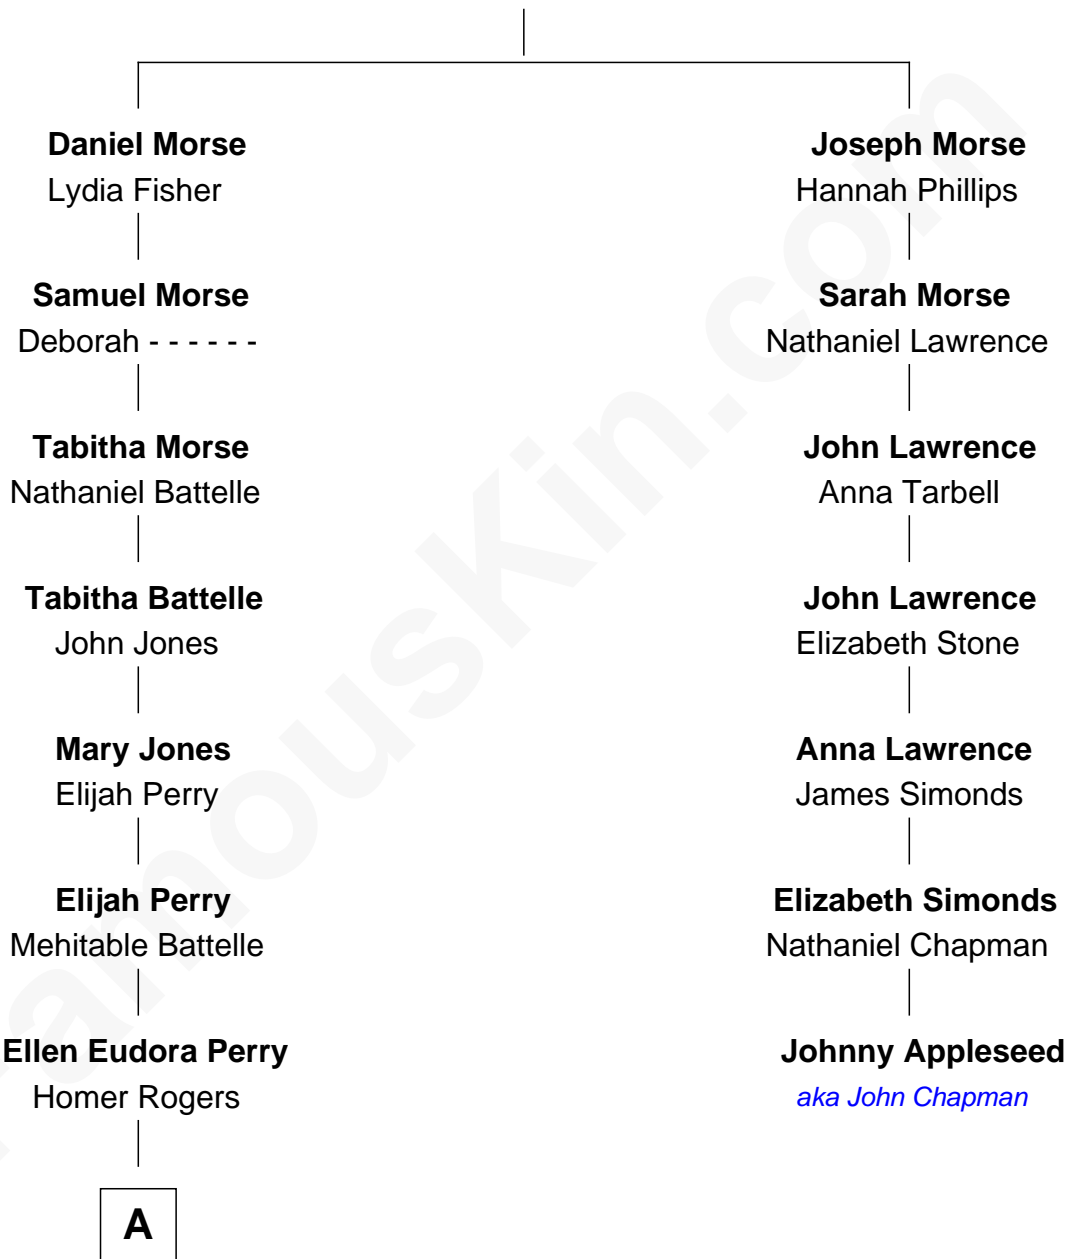 Daniel Morse
Lydia Fisher
Samuel Morse
Deborah - - - - - -
Tabitha Morse
Nathaniel Battelle
Tabitha Battelle
John Jones
Mary Jones
Elijah Perry
Elijah Perry
Mehitable Battelle
Ellen Eudora Perry
Homer Rogers
A
Joseph Morse
Hannah Phillips
Sarah Morse
Nathaniel Lawrence
John Lawrence
Anna Tarbell
John Lawrence
Elizabeth Stone
Anna Lawrence
James Simonds
Elizabeth Simonds
Nathaniel Chapman
Johnny Appleseed
aka John Chapman
FamousKin.com